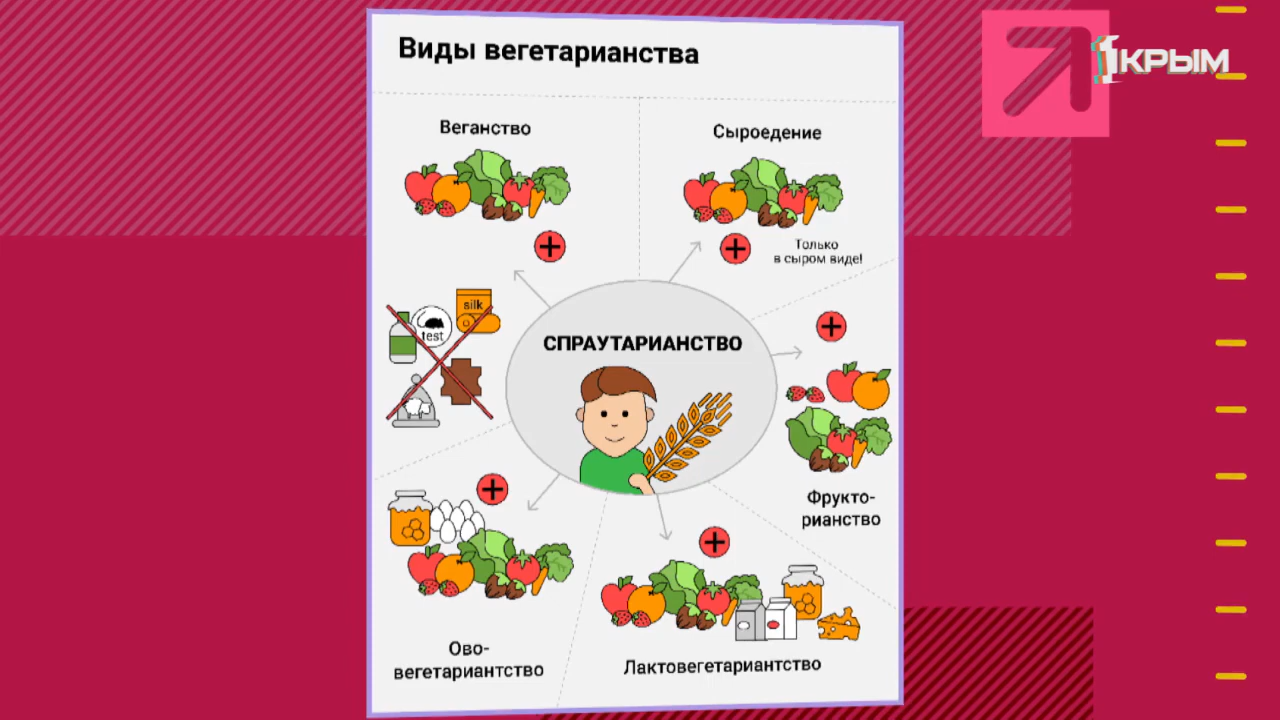 Виды вегетарианства
1КРЫМ
Веганство
Сыроедение
Только
в сыром виде!
silk
test
СПРАУТАРИАНСТВО
Фрукто-
рианство
Ово-
вегетариантство
Лактовегетариантство